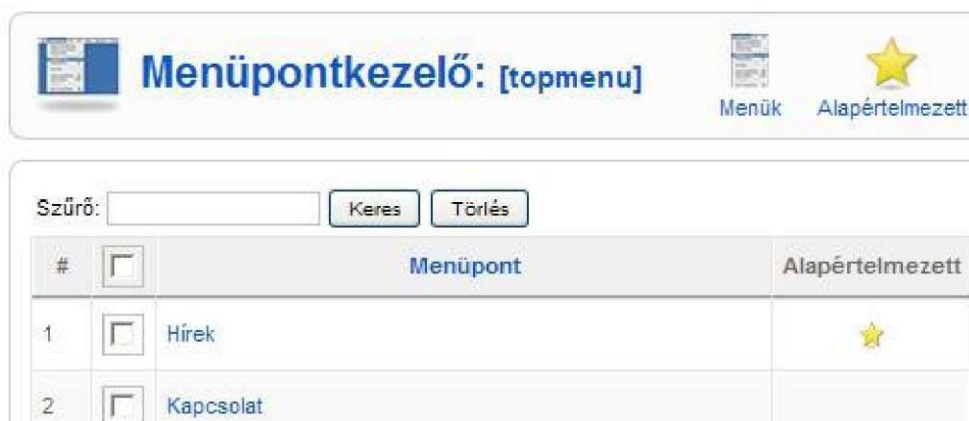 Menüpontkezelő: [topmenu]
Menük Alapértelmezett
Szűrő: Keres Törlés
# Menüpont Alapértelmezett
1 Hírek
2 Kapcsolat